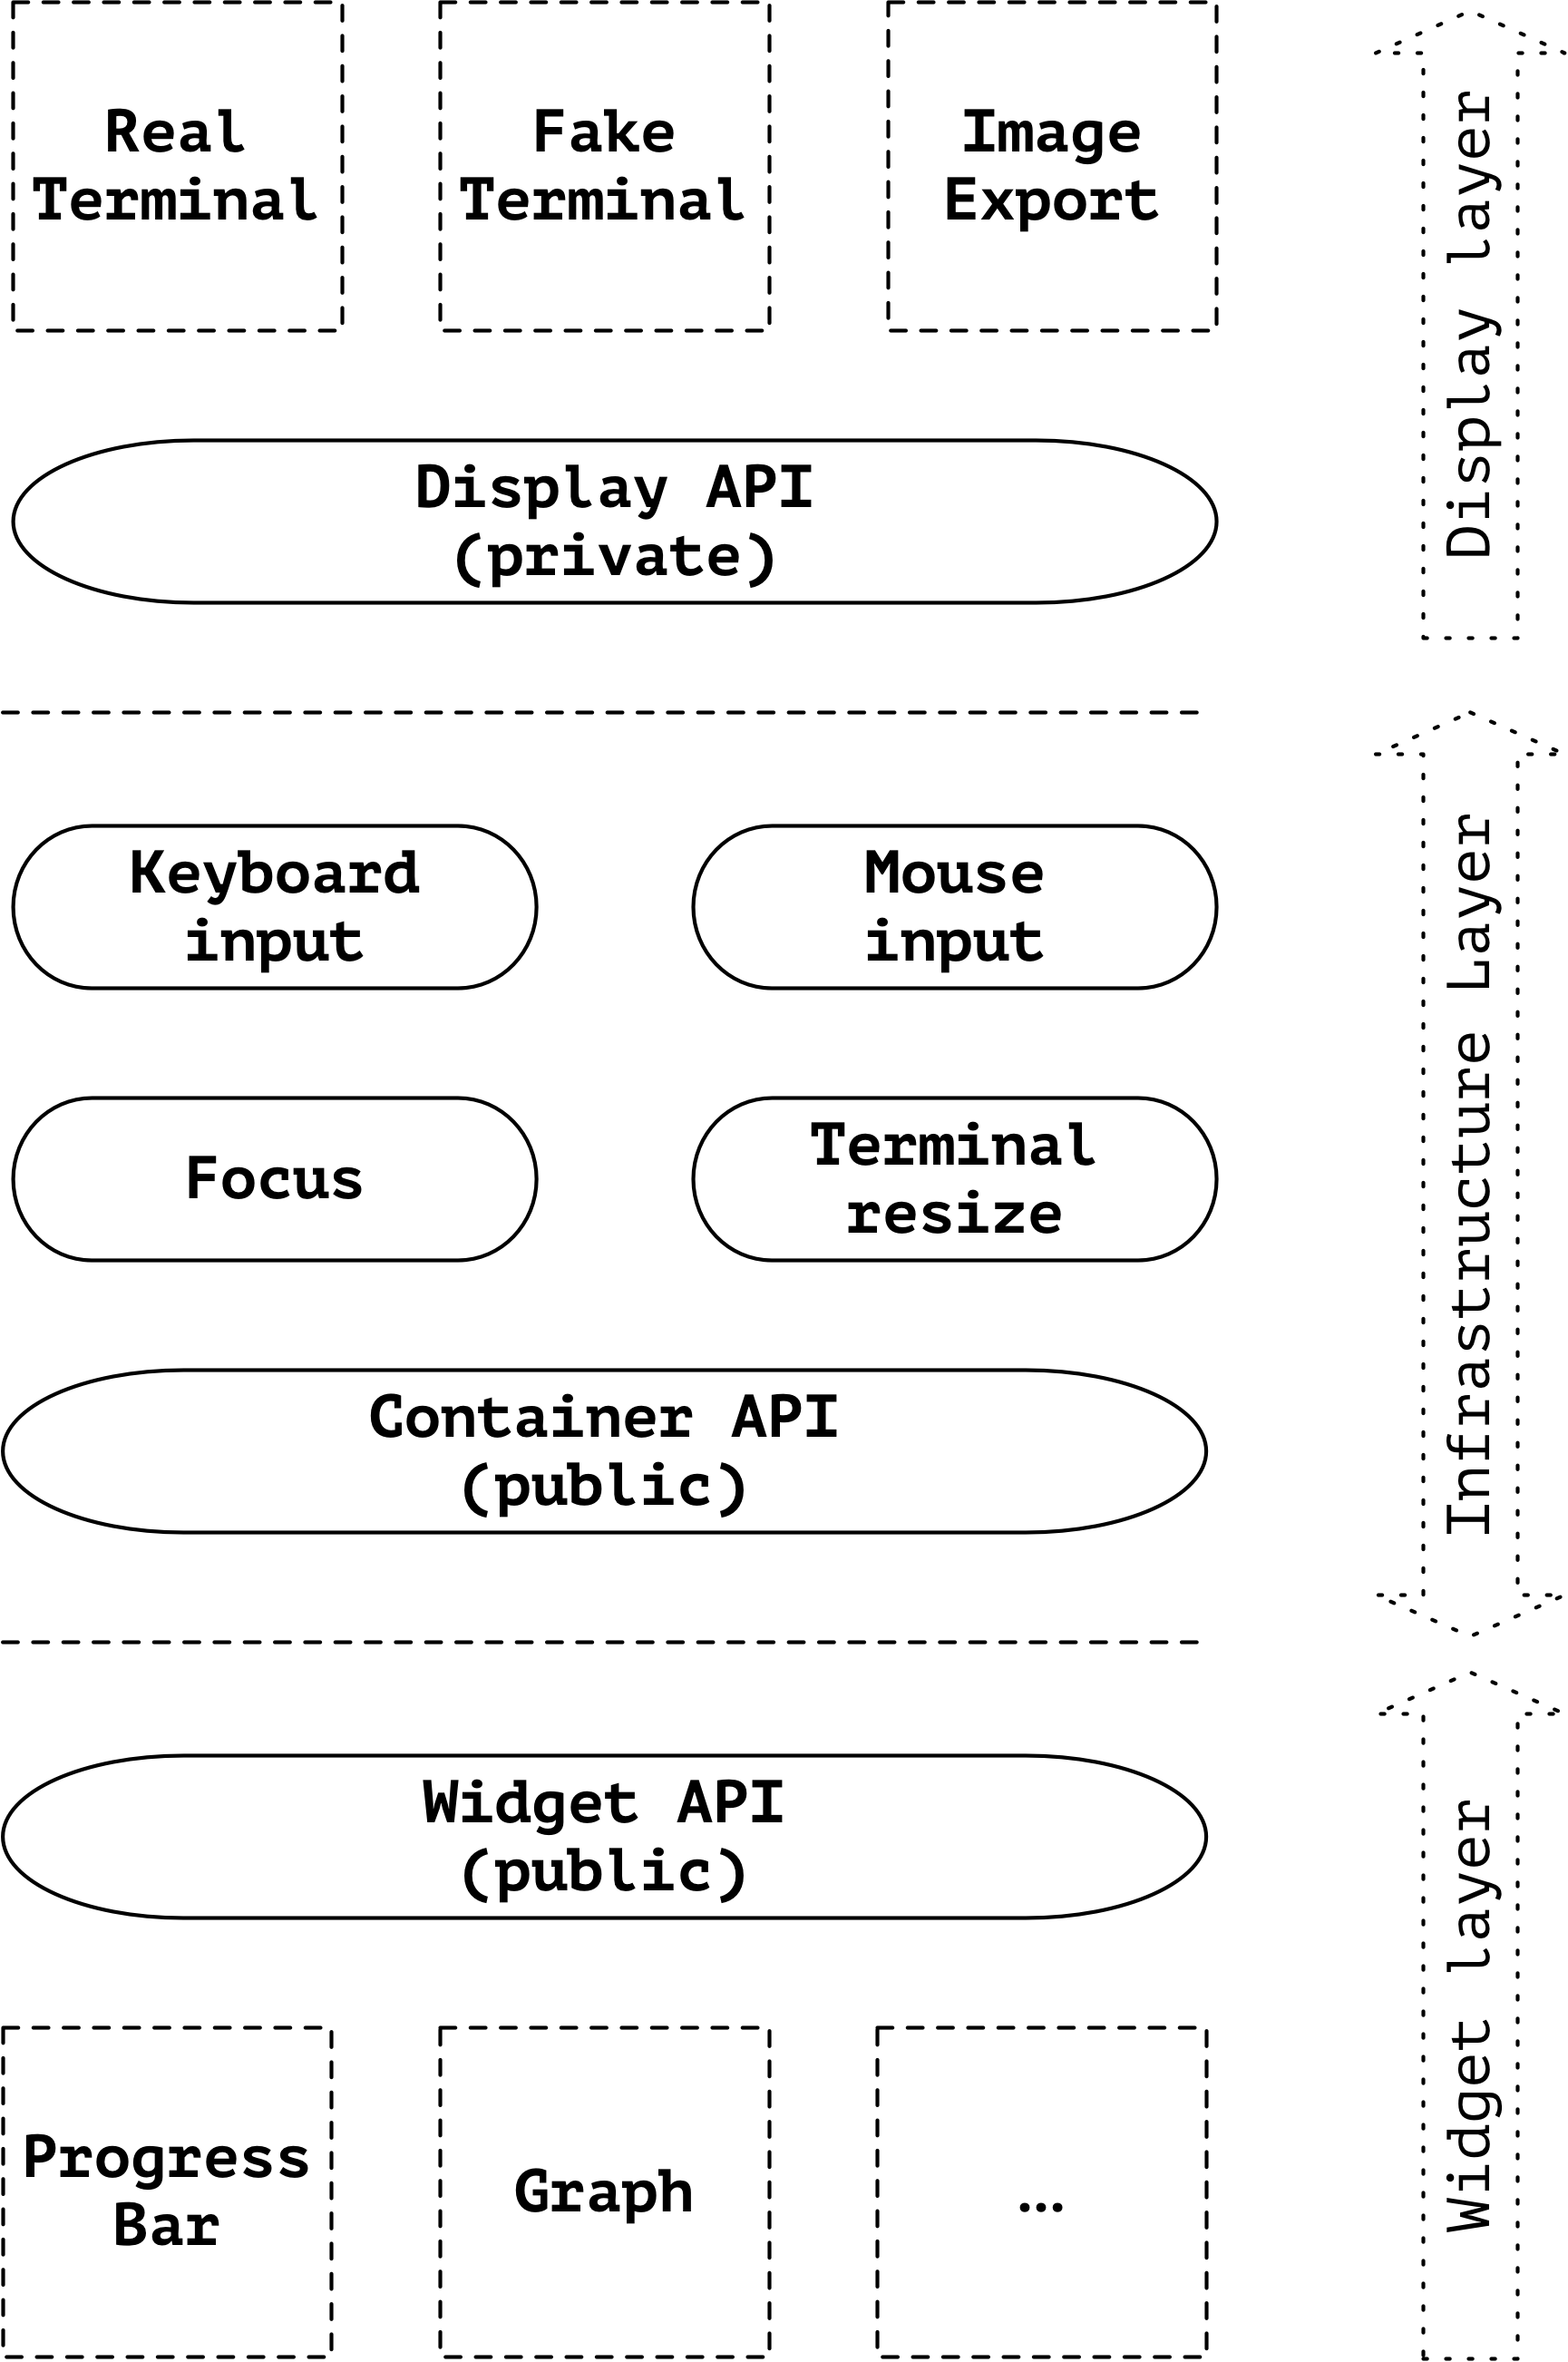 Real
Terminal
Fake
Terminal
Image
Export
Display API
(private)
Display layer
Keyboard
input
Mouse
input
Focus
Terminal
resize
Container API
(public)
Infrastructure Layer
Widget API
(public)
Progress
Bar
Graph
…
Widget layer